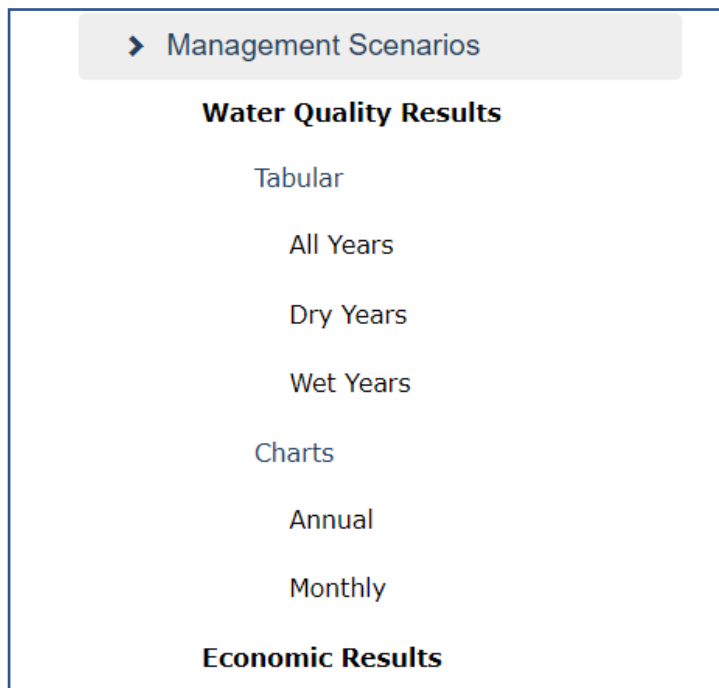 Management Scenarios
Water Quality Results
Tabular
All Years
Dry Years
Wet Years
Charts
Annual
Monthly
Economic Results